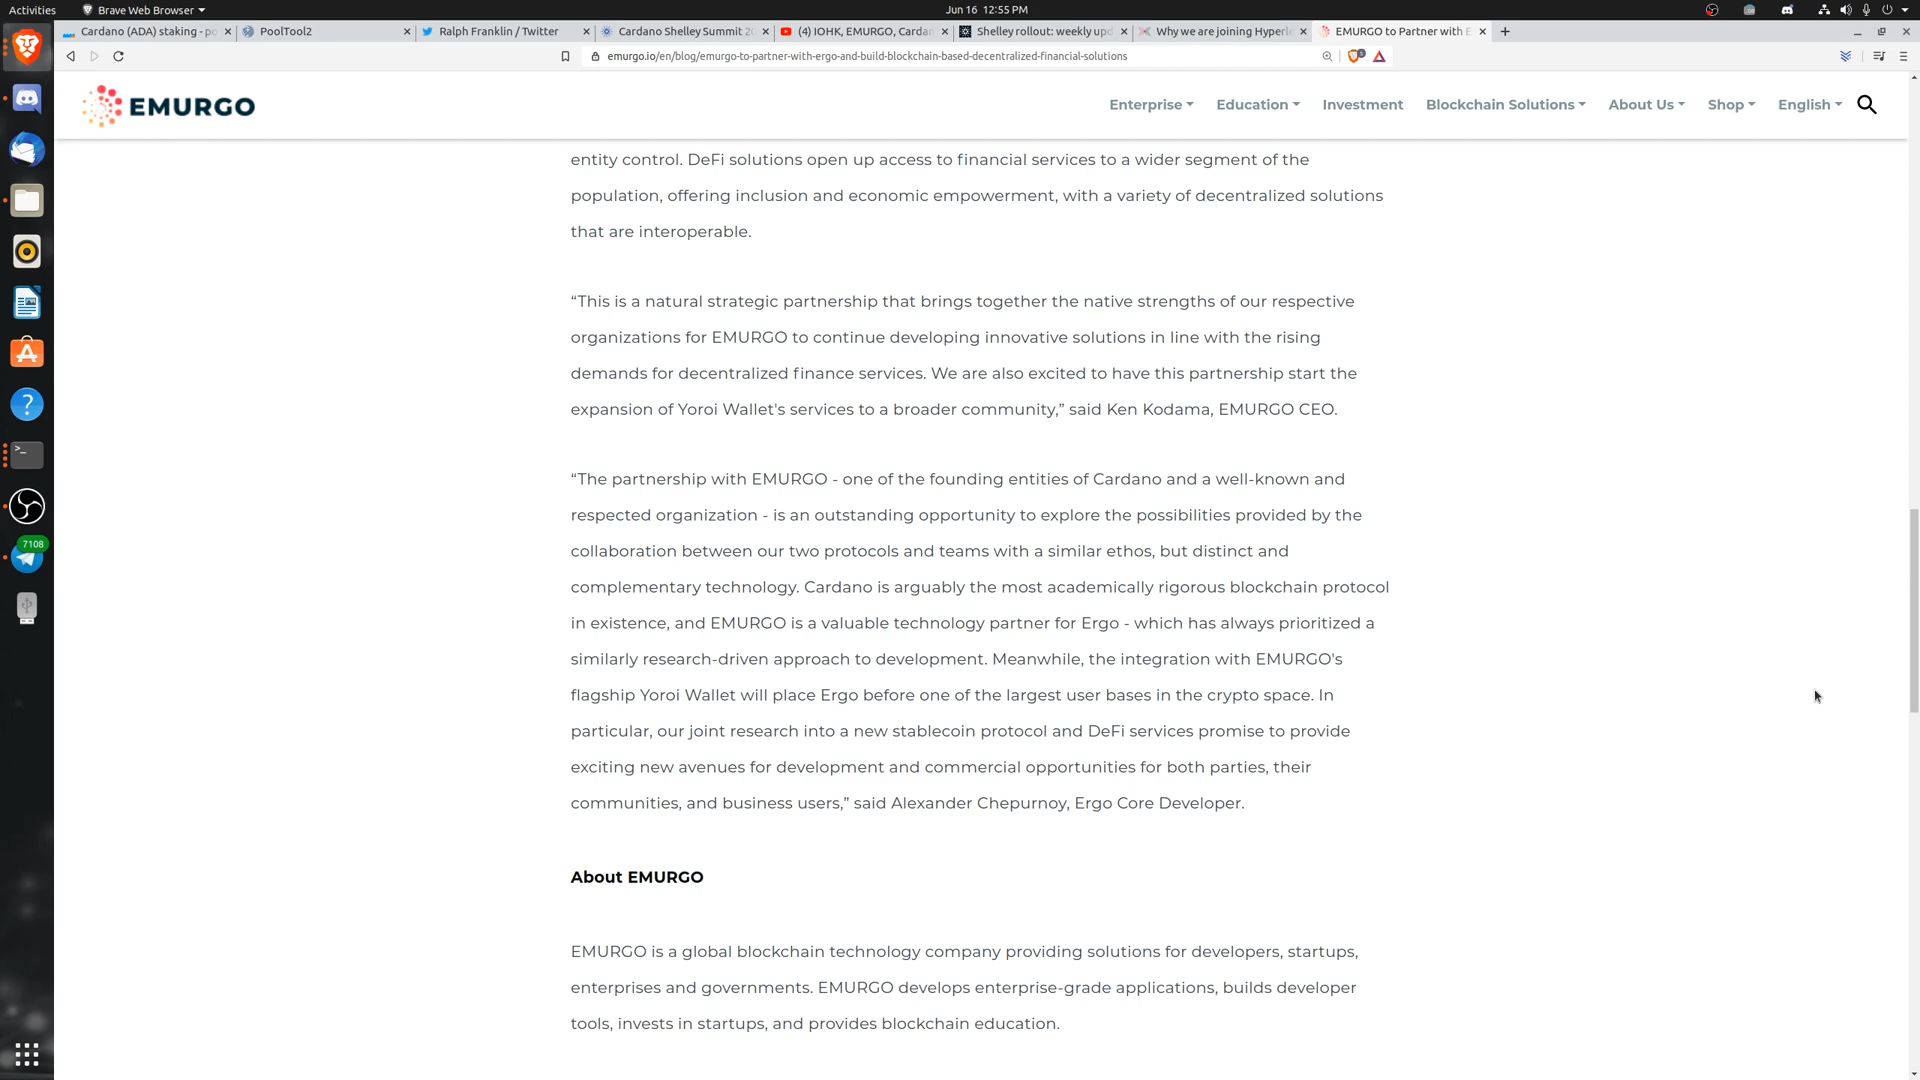 Activities
Brave Web Browser
Jun 16 12:55 PM
Cardano (ADA) staking - po
PoolTool2
Ralph Franklin / Twitter
Cardano Shelley Summit 20
(4) IOHK, EMURGO, Cardan
Shelley rollout: weekly upd
Why we are joining Hyperle
EMURGO to Partner with E
emurgo.io/en/blog/emurgo-to-partner-with-ergo-and-build-blockchain-based-decentralized-financial-solutions
EMURGO
Enterprise
Education
Investment
Blockchain Solutions
About Us
Shop
English
entity control. DeFi solutions open up access to financial services to a wider segment of the
population, offering inclusion and economic empowerment, with a variety of decentralized solutions
that are interoperable.
“This is a natural strategic partnership that brings together the native strengths of our respective
organizations for EMURGO to continue developing innovative solutions in line with the rising
demands for decentralized finance services. We are also excited to have this partnership start the
expansion of Yoroi Wallet's services to a broader community,” said Ken Kodama, EMURGO CEO.
“The partnership with EMURGO - one of the founding entities of Cardano and a well-known and
respected organization - is an outstanding opportunity to explore the possibilities provided by the
collaboration between our two protocols and teams with a similar ethos, but distinct and
complementary technology. Cardano is arguably the most academically rigorous blockchain protocol
in existence, and EMURGO is a valuable technology partner for Ergo - which has always prioritized a
similarly research-driven approach to development. Meanwhile, the integration with EMURGO's
flagship Yoroi Wallet will place Ergo before one of the largest user bases in the crypto space. In
particular, our joint research into a new stablecoin protocol and DeFi services promise to provide
exciting new avenues for development and commercial opportunities for both parties, their
communities, and business users,” said Alexander Chepurnoy, Ergo Core Developer.
About EMURGO
EMURGO is a global blockchain technology company providing solutions for developers, startups,
enterprises and governments. EMURGO develops enterprise-grade applications, builds developer
tools, invests in startups, and provides blockchain education.
7108